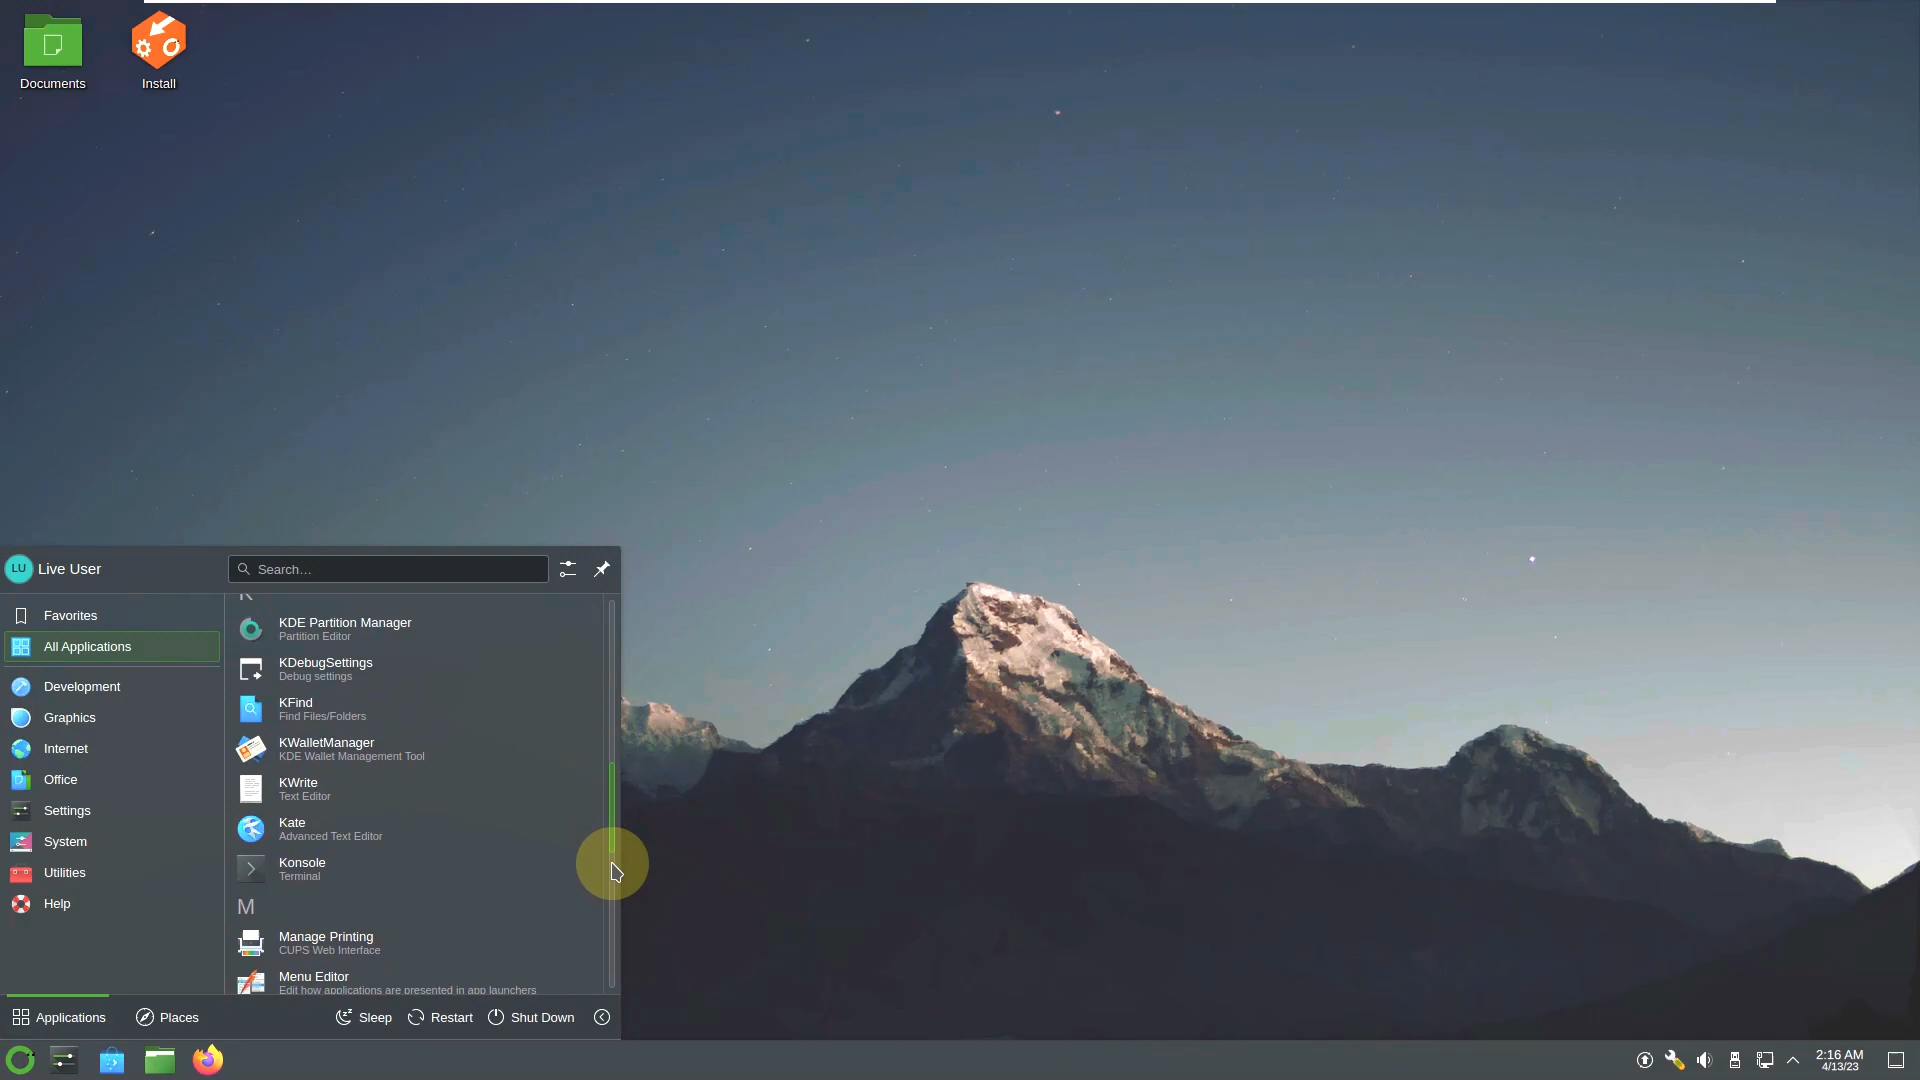 Documents
Install
LU
Live User
Search...
Favorites
All Applications
Development
Graphics
Internet
Office
Settings
System
Utilities
Help
K
KDE Partition Manager
Partition Editor
KDebugSettings
Debug settings
KFind
Find Files/Folders
KWalletManager
KDE Wallet Management Tool
KWrite
Text Editor
Kate
Advanced Text Editor
Konsole
Terminal
M
Manage Printing
CUPS Web Interface
Menu Editor
Edit how applications are presented in app launchers
Applications
Places
Sleep
Restart
Shut Down
2:16 AM
4/13/23